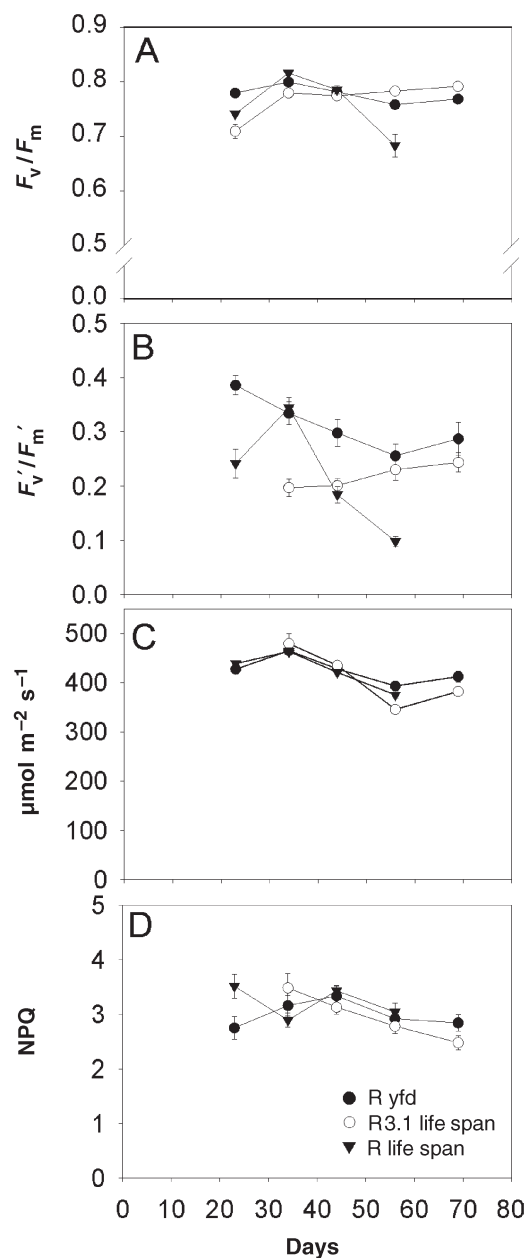 A
0.9
0.8
0.7
0.6
0.5
0.0
Fv/Fm
B
0.5
0.4
0.3
0.2
0.1
0.0
Fv′/Fm′
C
500
400
300
200
100
0
µmol m−2 s−1
D
5
4
3
2
1
0
NPQ
R yfd
R3.1 life span
R life span
0 10 20 30 40 50 60 70 80
Days